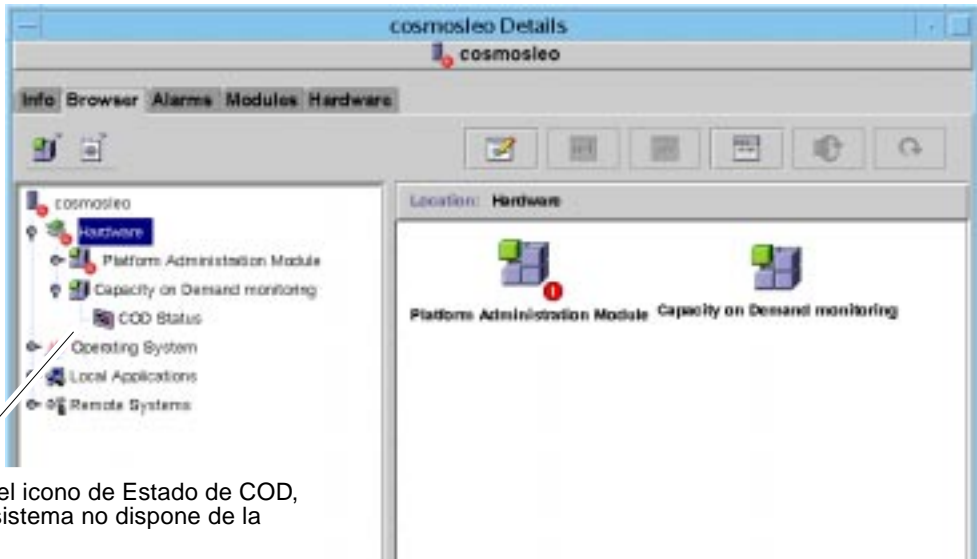 cosmosleo Details
cosmosleo
Info Browser Alarms Modules Hardware
cosmosleo
Hardware
Platform Administration Module
Capacity on Demand monitoring
COD Status
Operating System
Local Applications
Remote Systems
Location: Hardware
Platform Administration Module Capacity on Demand monitoring
el icono de Estado de COD,
sistema no dispone de la